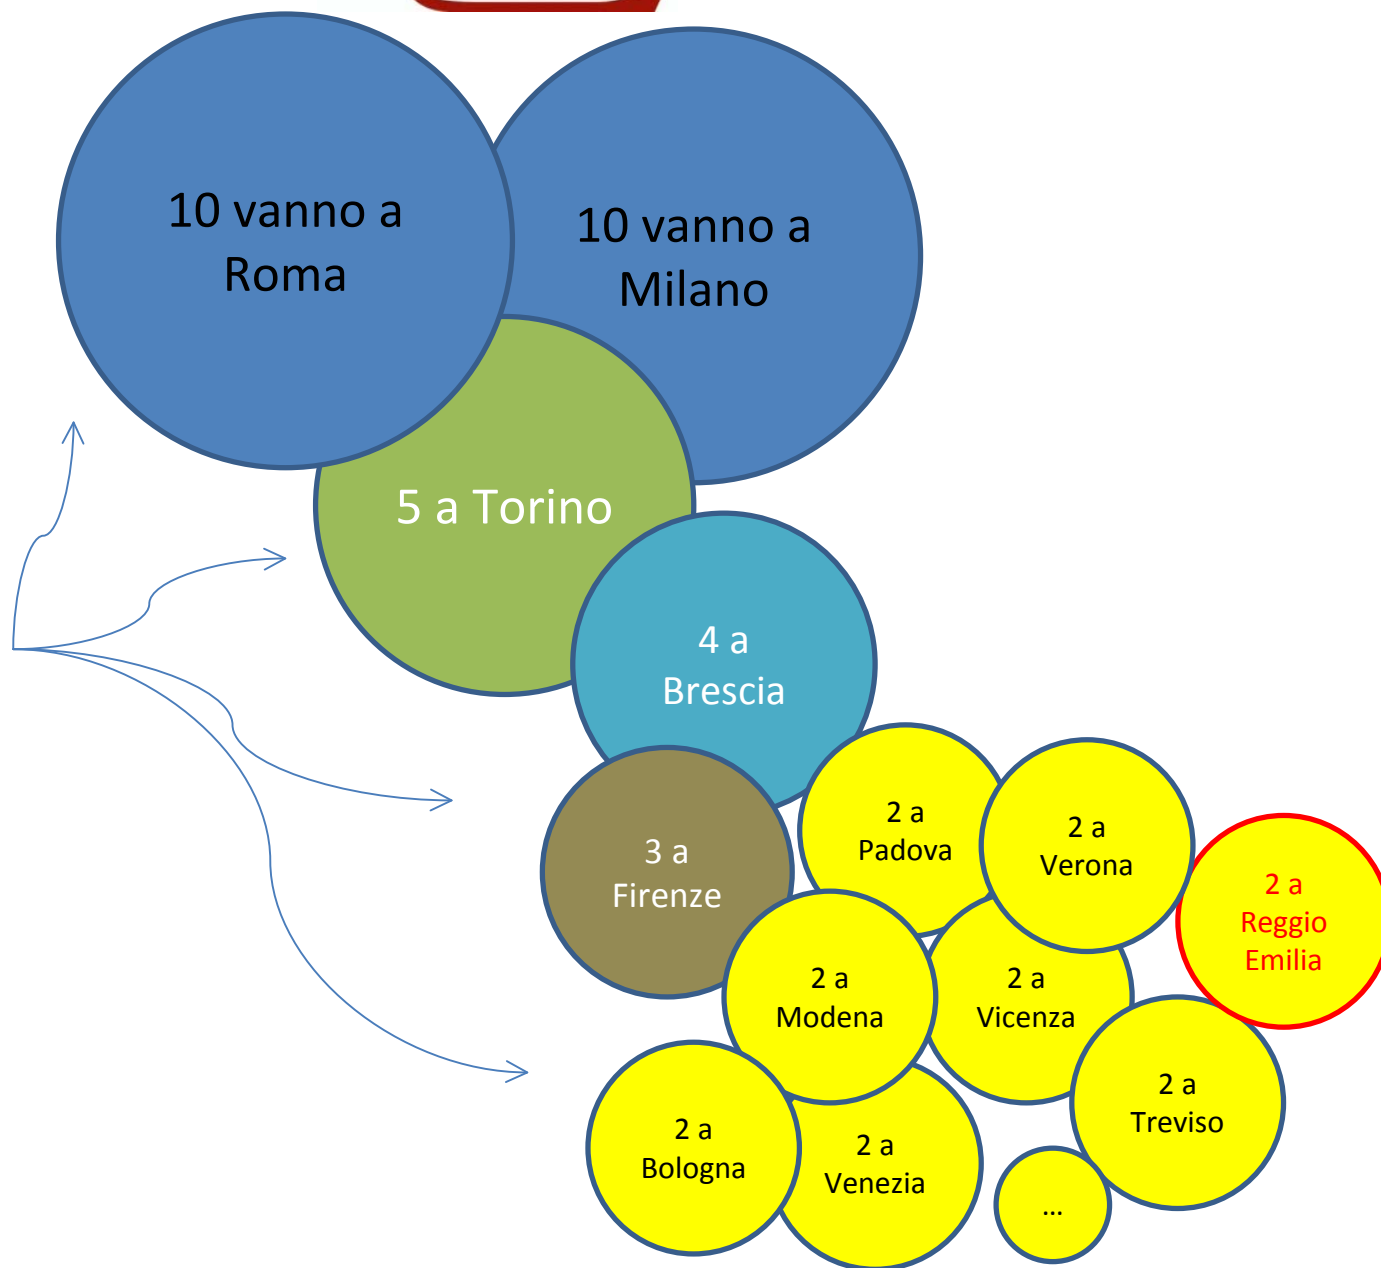 10 vanno a
Roma
10 vanno a
Milano
5 a Torino
4 a
Brescia
3 a
Firenze
2 a
Padova
2 a
Verona
2 a
Reggio
Emilia
2 a
Modena
2 a
Vicenza
2 a
Treviso
2 a
Bologna
2 a
Venezia
...